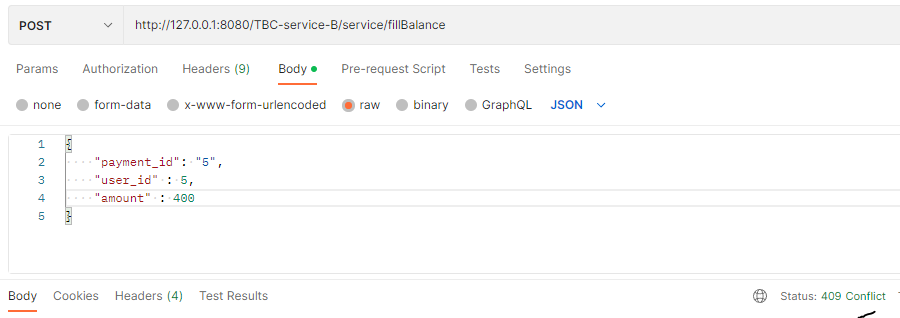 POST http://127.0.0.1:8080/TBC-service-B/service/fillBalance
Params Authorization Headers (9) Body Pre-request Script Tests Settings
none form-data x-www-form-urlencoded raw binary GraphQL JSON
1 {
2 "payment_id": "5",
3 "user_id" : 5,
4 "amount" : 400
5 }
Body Cookies Headers (4) Test Results Status: 409 Conflict